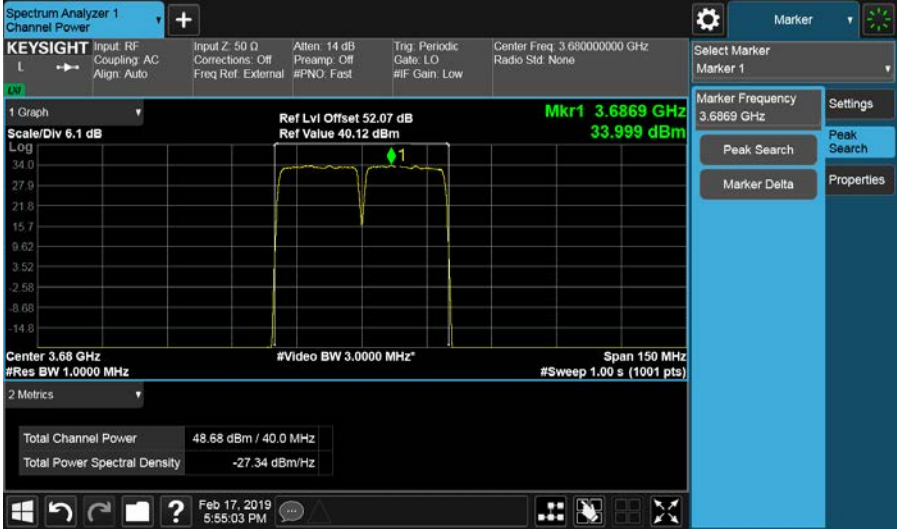 Spectrum Analyzer 1
Channel Power
+
Marker
KEYSIGHT
L
LXI
Input: RF
Coupling: AC
Align: Auto
Input Z: 50 Ω
Corrections: Off
Freq Ref: External
Atten: 14 dB
Preamp: Off
#PNO: Fast
Trig: Periodic
Gate: LO
#IF Gain: Low
Center Freq: 3.680000000 GHz
Radio Std: None
Select Marker
Marker 1
Marker Frequency
3.6869 GHz
Peak Search
Marker Delta
Settings
Peak
Search
Properties
1 Graph
Scale/Div 6.1 dB
Ref Lvl Offset 52.07 dB
Ref Value 40.12 dBm
Mkr1 3.6869 GHz
33.999 dBm
Log
34.0
27.9
21.8
15.7
9.62
3.52
-2.58
-8.68
-14.8
1
Center 3.68 GHz
#Res BW 1.0000 MHz
#Video BW 3.0000 MHz*
Span 150 MHz
#Sweep 1.00 s (1001 pts)
2 Metrics
Total Channel Power 48.68 dBm / 40.0 MHz
Total Power Spectral Density -27.34 dBm/Hz
?
Feb 17, 2019
5:55:03 PM